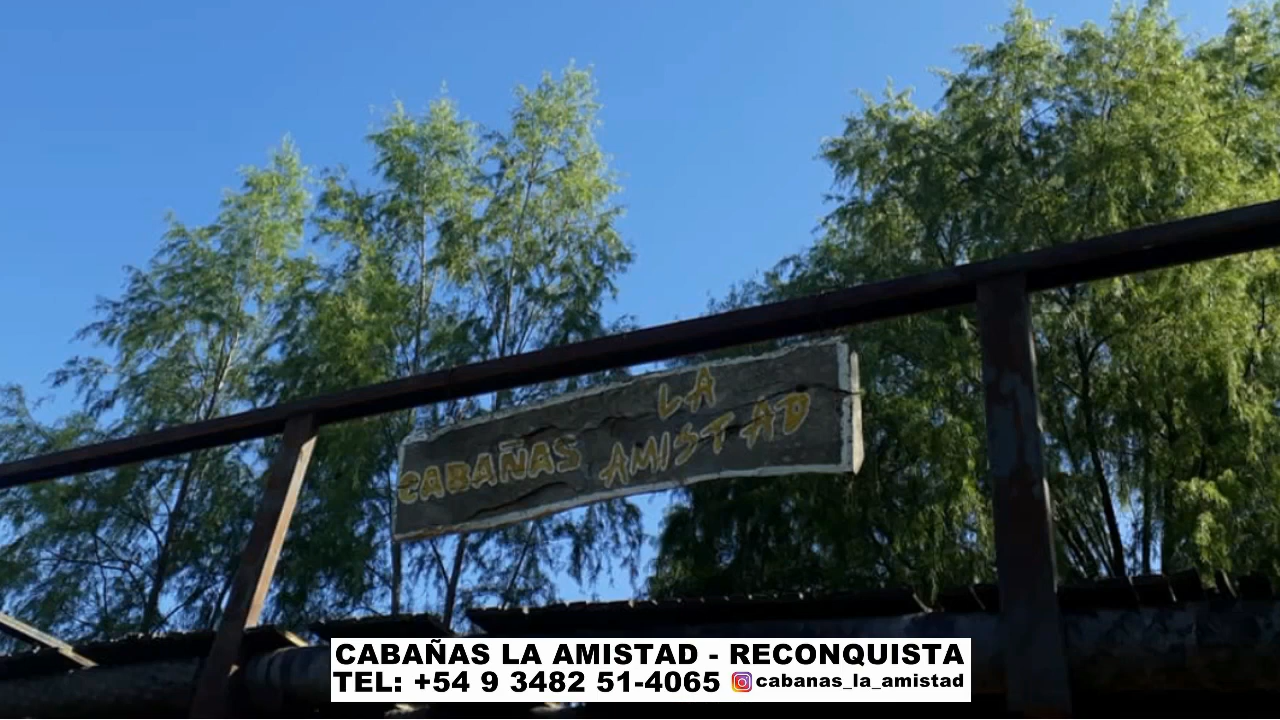 LA
CABAÑAS AMISTAD
CABAÑAS LA AMISTAD - RECONQUISTA
TEL: +54 9 3482 51-4065 cabanas_la_amistad